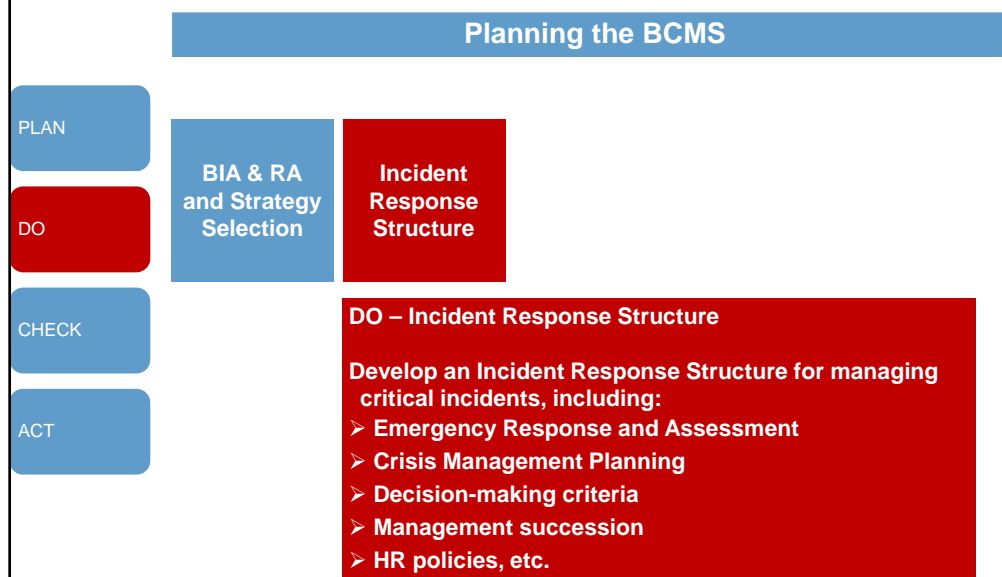 Planning the BCMS
PLAN
DO
CHECK
ACT
BIA & RA
and Strategy
Selection
Incident
Response
Structure
DO – Incident Response Structure
Develop an Incident Response Structure for managing
critical incidents, including:
➢ Emergency Response and Assessment
➢ Crisis Management Planning
➢ Decision-making criteria
➢ Management succession
➢ HR policies, etc.